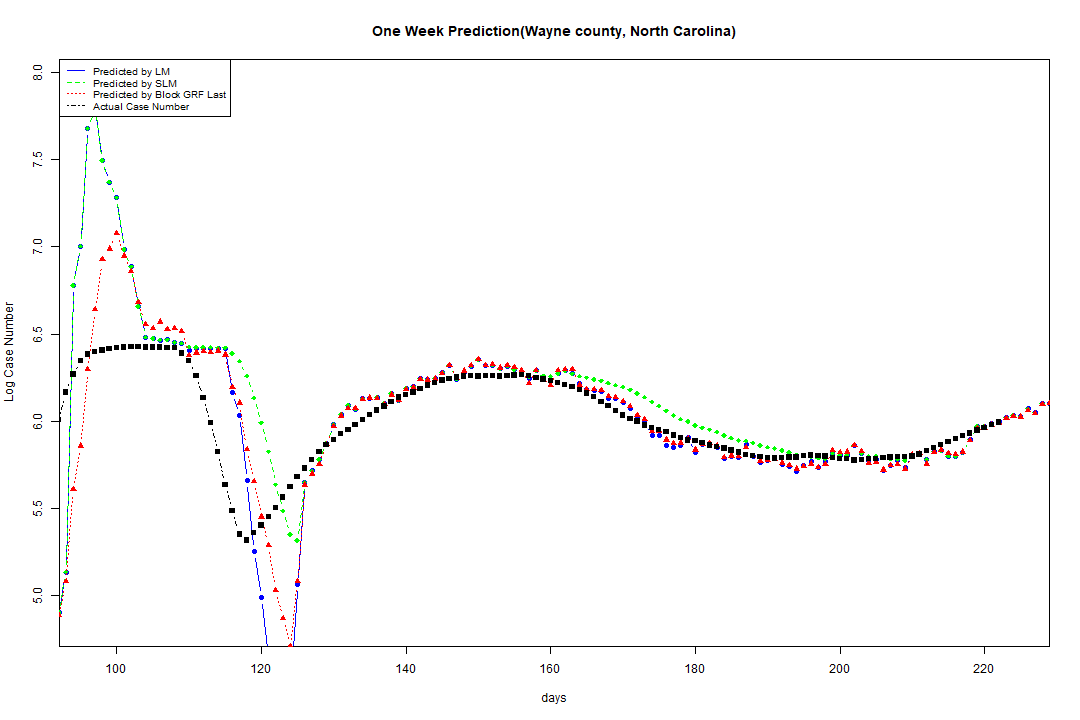 One Week Prediction(Wayne county, North Carolina)
Predicted by LM
Predicted by SLM
Predicted by Block GRF Last
Actual Case Number
8.0
7.5
7.0
6.5
6.0
5.5
5.0
Log Case Number
100 120 140 160 180 200 220
days